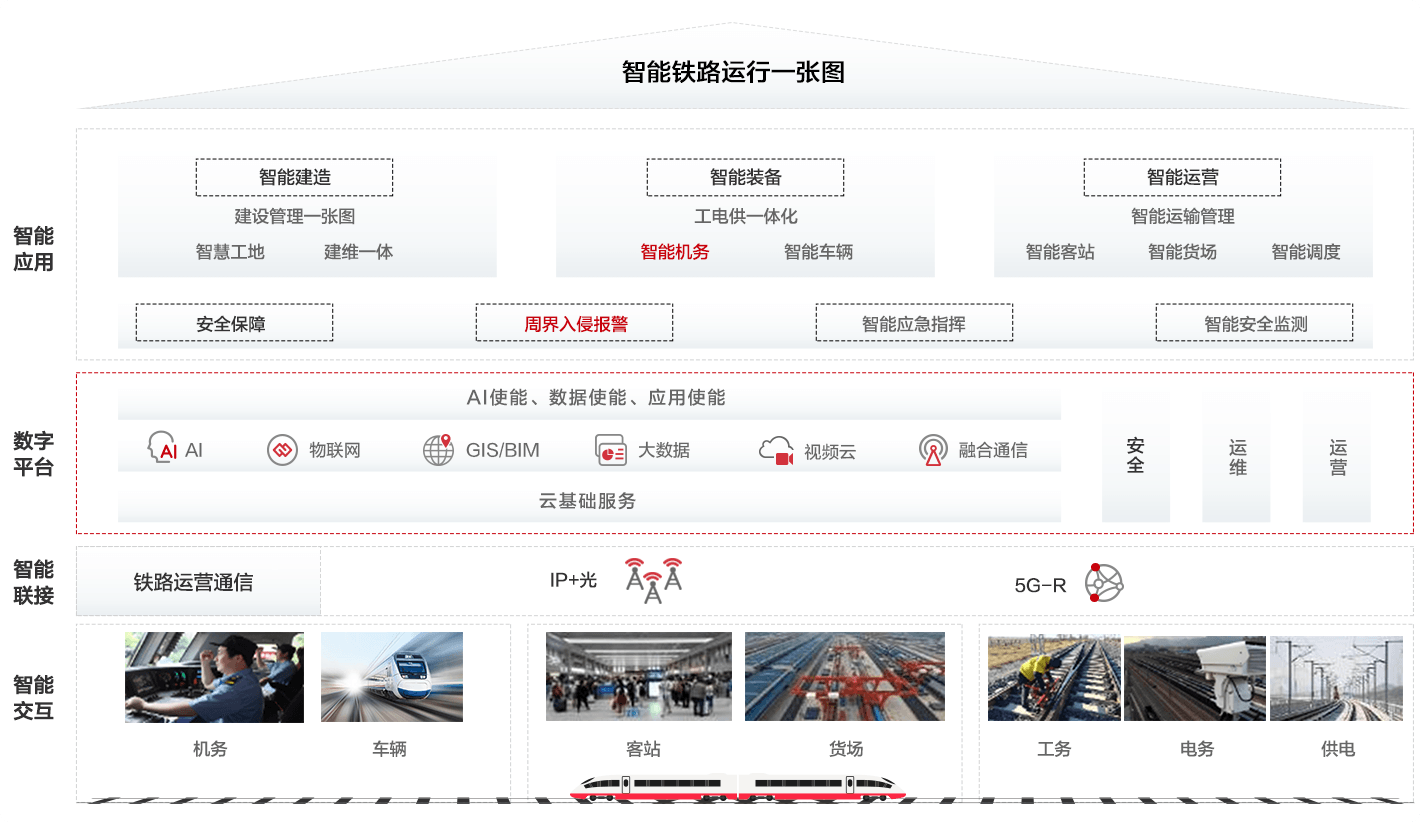 智能铁路运行一张图
智能
应用
智能建造
智能装备
智能运营
建设管理一张图
工电供一体化
智能运输管理
智慧工地
建维一体
智能机务
智能车辆
智能客站
智能货场
智能调度
安全保障
周界入侵报警
智能应急指挥
智能安全监测
数字
平台
AI使能、数据使能、应用使能
AI
AI
物联网
GIS/BIM
大数据
视频云
融合通信
云基础服务
安
全
运
维
运
营
智能
联接
铁路运营通信
IP+光
5G-R
智能
交互
机务
车辆
客站
货场
工务
电务
供电